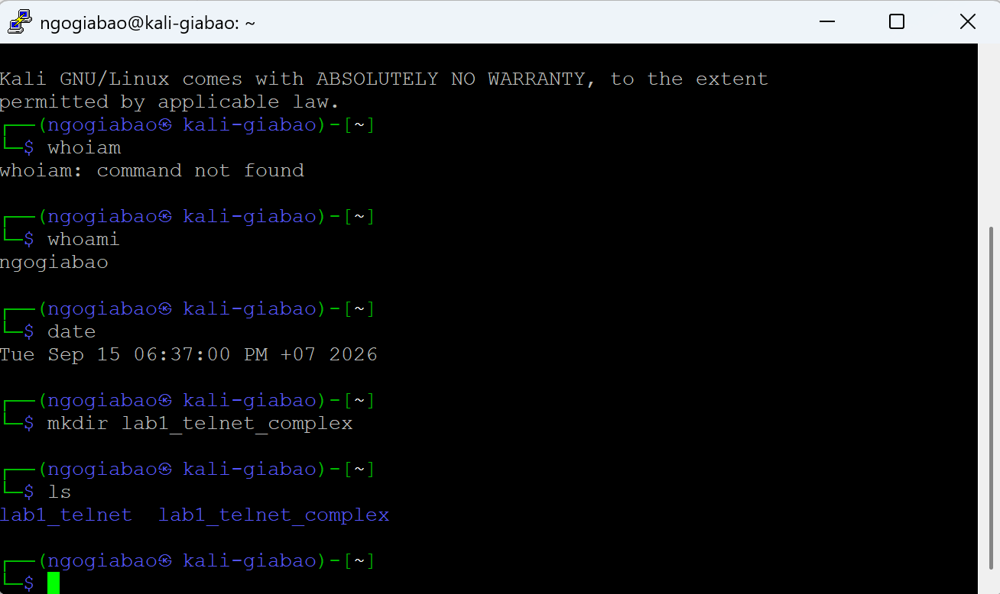 ngogiabao@kali-giabao: ~
Kali GNU/Linux comes with ABSOLUTELY NO WARRANTY, to the extent
permitted by applicable law.
┌──(ngogiabao㉿ kali-giabao)-[~]
└─$ whoiam
whoiam: command not found
┌──(ngogiabao㉿ kali-giabao)-[~]
└─$ whoami
ngogiabao
┌──(ngogiabao㉿ kali-giabao)-[~]
└─$ date
Tue Sep 15 06:37:00 PM +07 2026
┌──(ngogiabao㉿ kali-giabao)-[~]
└─$ mkdir lab1_telnet_complex
┌──(ngogiabao㉿ kali-giabao)-[~]
└─$ ls
lab1_telnet  lab1_telnet_complex
┌──(ngogiabao㉿ kali-giabao)-[~]
└─$